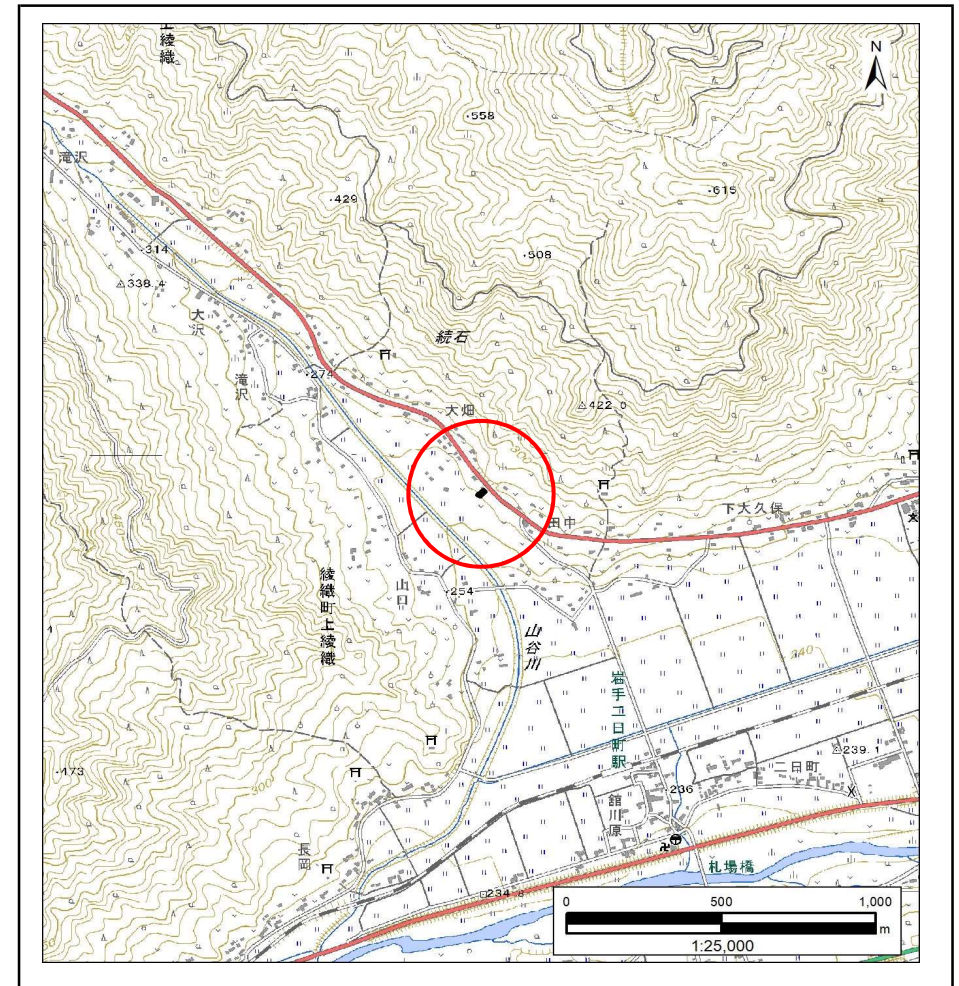 上綾織
N
・558
滝沢
・615
・429
・314
・508
△338.4
大沢
続石
・274
滝沢
△422.0
大畑
300
下大久保
田中
山口
・254
綾織町上綾織
山谷川
240
岩手二日町駅
△239.1
二日町
・473
300
・236
舘川原
長岡
札場橋
234.8
0 500 1,000
m
1:25,000